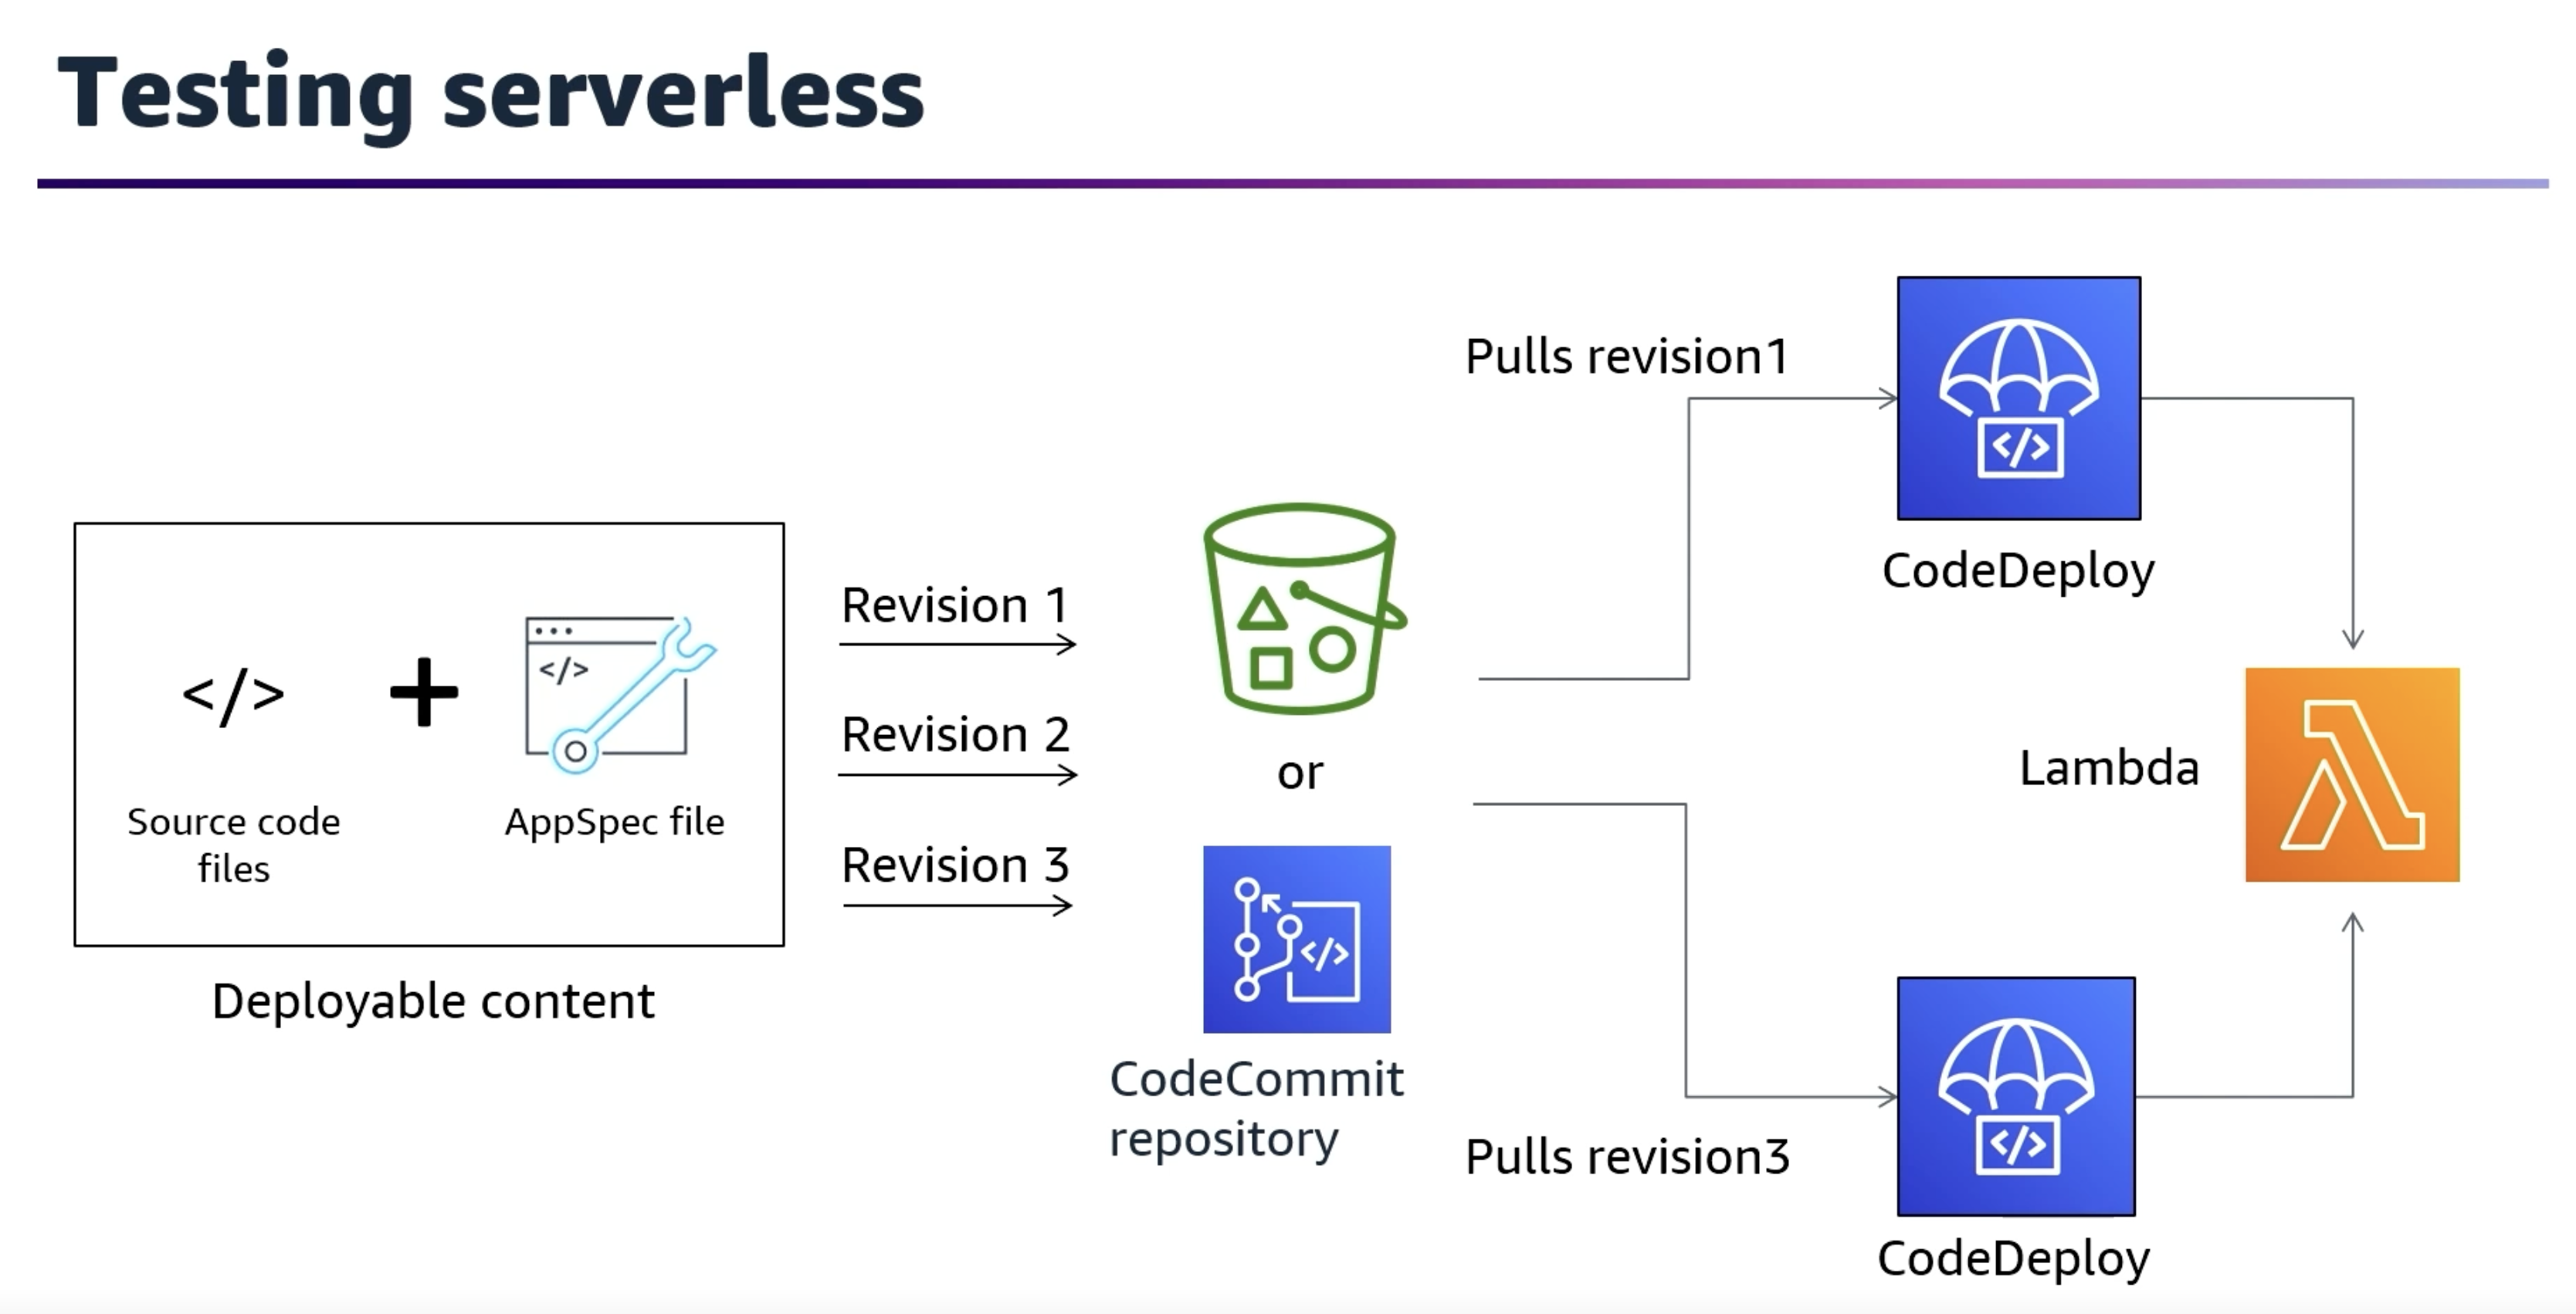 Testing serverless
</>
Source code
files
+
</>
AppSpec file
Deployable content
Revision 1
Revision 2
Revision 3
or
</>
CodeCommit
repository
Pulls revision1
</>
CodeDeploy
Lambda
Pulls revision3
</>
CodeDeploy